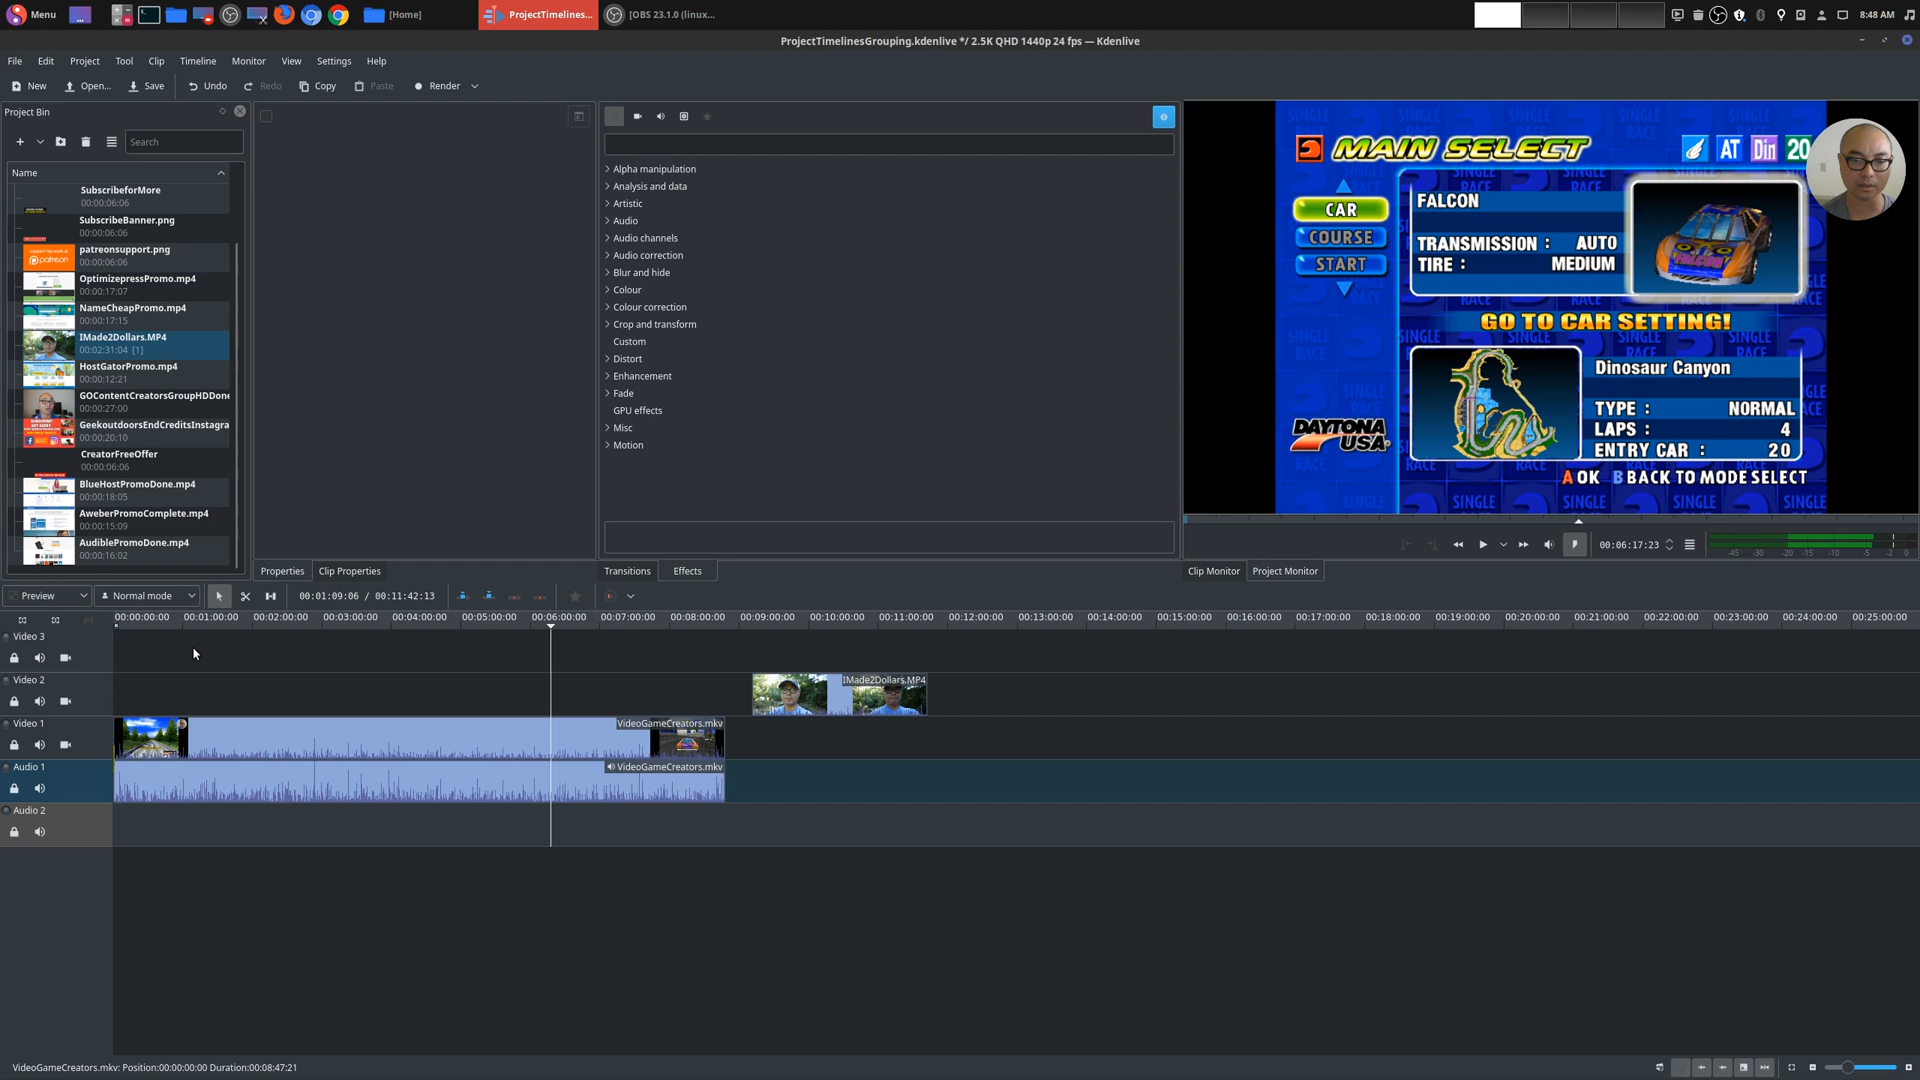 Menu
[Home]
ProjectTimelines...
[OBS 23.1.0 (linux...
8:48 AM
ProjectTimelinesGrouping.kdenlive */ 2.5K QHD 1440p 24 fps — Kdenlive
File Edit Project Tool Clip Timeline Monitor View Settings Help
New Open... Save Undo Redo Copy Paste Render
Project Bin
Search
Name
SubscribeforMore
00:00:06:06
SubscribeBanner.png
00:00:06:06
patreonsupport.png
00:00:06:06
OptimizepressPromo.mp4
00:00:17:07
NameCheapPromo.mp4
00:00:17:15
IMade2Dollars.MP4
00:02:31:04 [1]
HostGatorPromo.mp4
00:00:12:21
GOContentCreatorsGroupHDDone
00:00:27:00
GeekoutdoorsEndCreditsInstagra
00:00:20:10
CreatorFreeOffer
00:00:06:06
BlueHostPromoDone.mp4
00:00:18:05
AweberPromoComplete.mp4
00:00:15:09
AudiblePromoDone.mp4
00:00:16:02
patreon
Properties Clip Properties
Alpha manipulation
Analysis and data
Artistic
Audio
Audio channels
Audio correction
Blur and hide
Colour
Colour correction
Crop and transform
Custom
Distort
Enhancement
Fade
GPU effects
Misc
Motion
Transitions Effects
MAIN SELECT
AT Din 20
CAR
COURSE
START
FALCON
TRANSMISSION : AUTO
TIRE : MEDIUM
GO TO CAR SETTING!
Dinosaur Canyon
TYPE : NORMAL
LAPS : 4
ENTRY CAR : 20
DAYTONA
USA
A OK B BACK TO MODE SELECT
SINGLE RACE
00:06:17:23
-45 -30 -20 -15 -10 -5 -2 0
Clip Monitor Project Monitor
Preview Normal mode 00:01:09:06 / 00:11:42:13
00:00:00:00 00:01:00:00 00:02:00:00 00:03:00:00 00:04:00:00 00:05:00:00 00:06:00:00 00:07:00:00 00:08:00:00 00:09:00:00 00:10:00:00 00:11:00:00 00:12:00:00 00:13:00:00 00:14:00:00 00:15:00:00 00:16:00:00 00:17:00:00 00:18:00:00 00:19:00:00 00:20:00:00 00:21:00:00 00:22:00:00 00:23:00:00 00:24:00:00 00:25:00:00
Video 3
Video 2
IMade2Dollars.MP4
Video 1
VideoGameCreators.mkv
Audio 1
VideoGameCreators.mkv
Audio 2
VideoGameCreators.mkv: Position:00:00:00:00 Duration:00:08:47:21